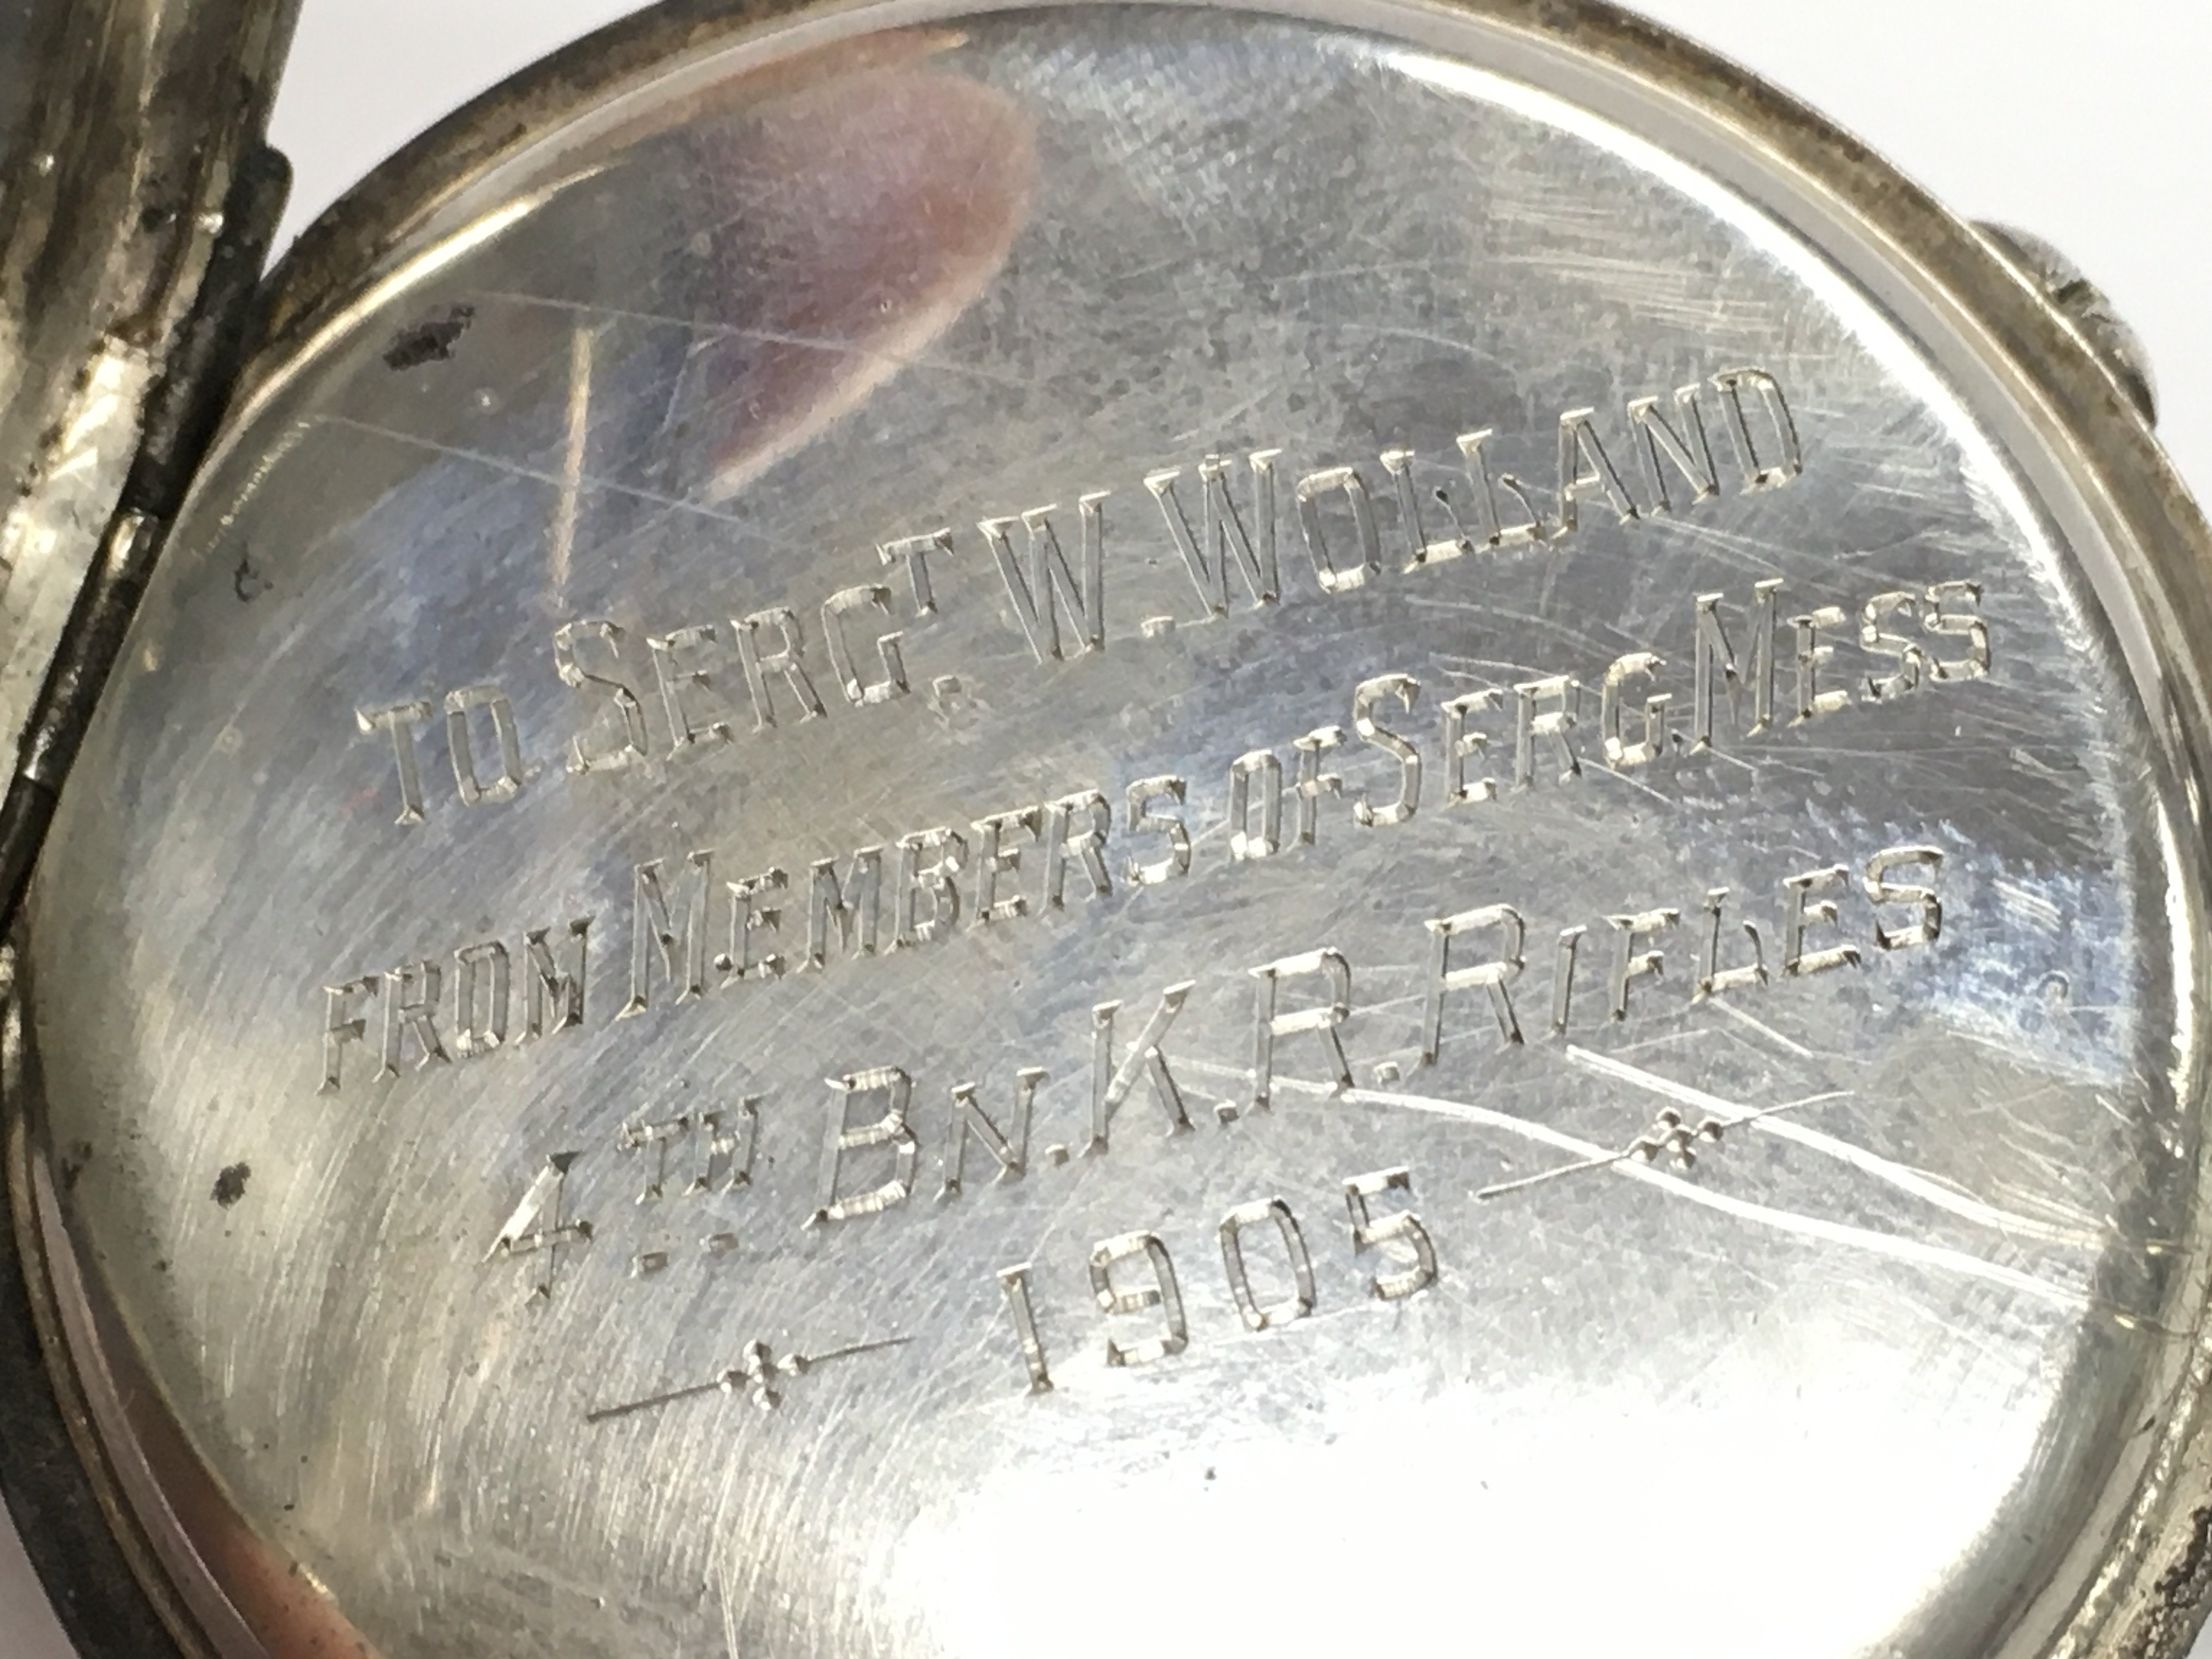 TO SERGT. W. WOLLAND
FROM MEMBERS OF SERG. MESS
4TH. BN. K.R. RIFLES
1905